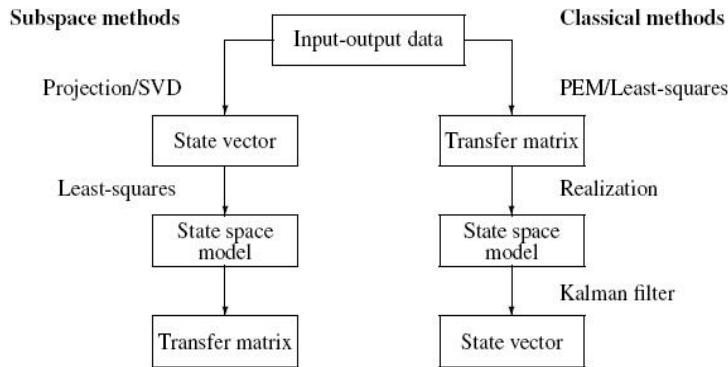 Subspace methods
Classical methods
Input-output data
Projection/SVD
PEM/Least-squares
State vector
Transfer matrix
Least-squares
Realization
State space
model
State space
model
Kalman filter
Transfer matrix
State vector